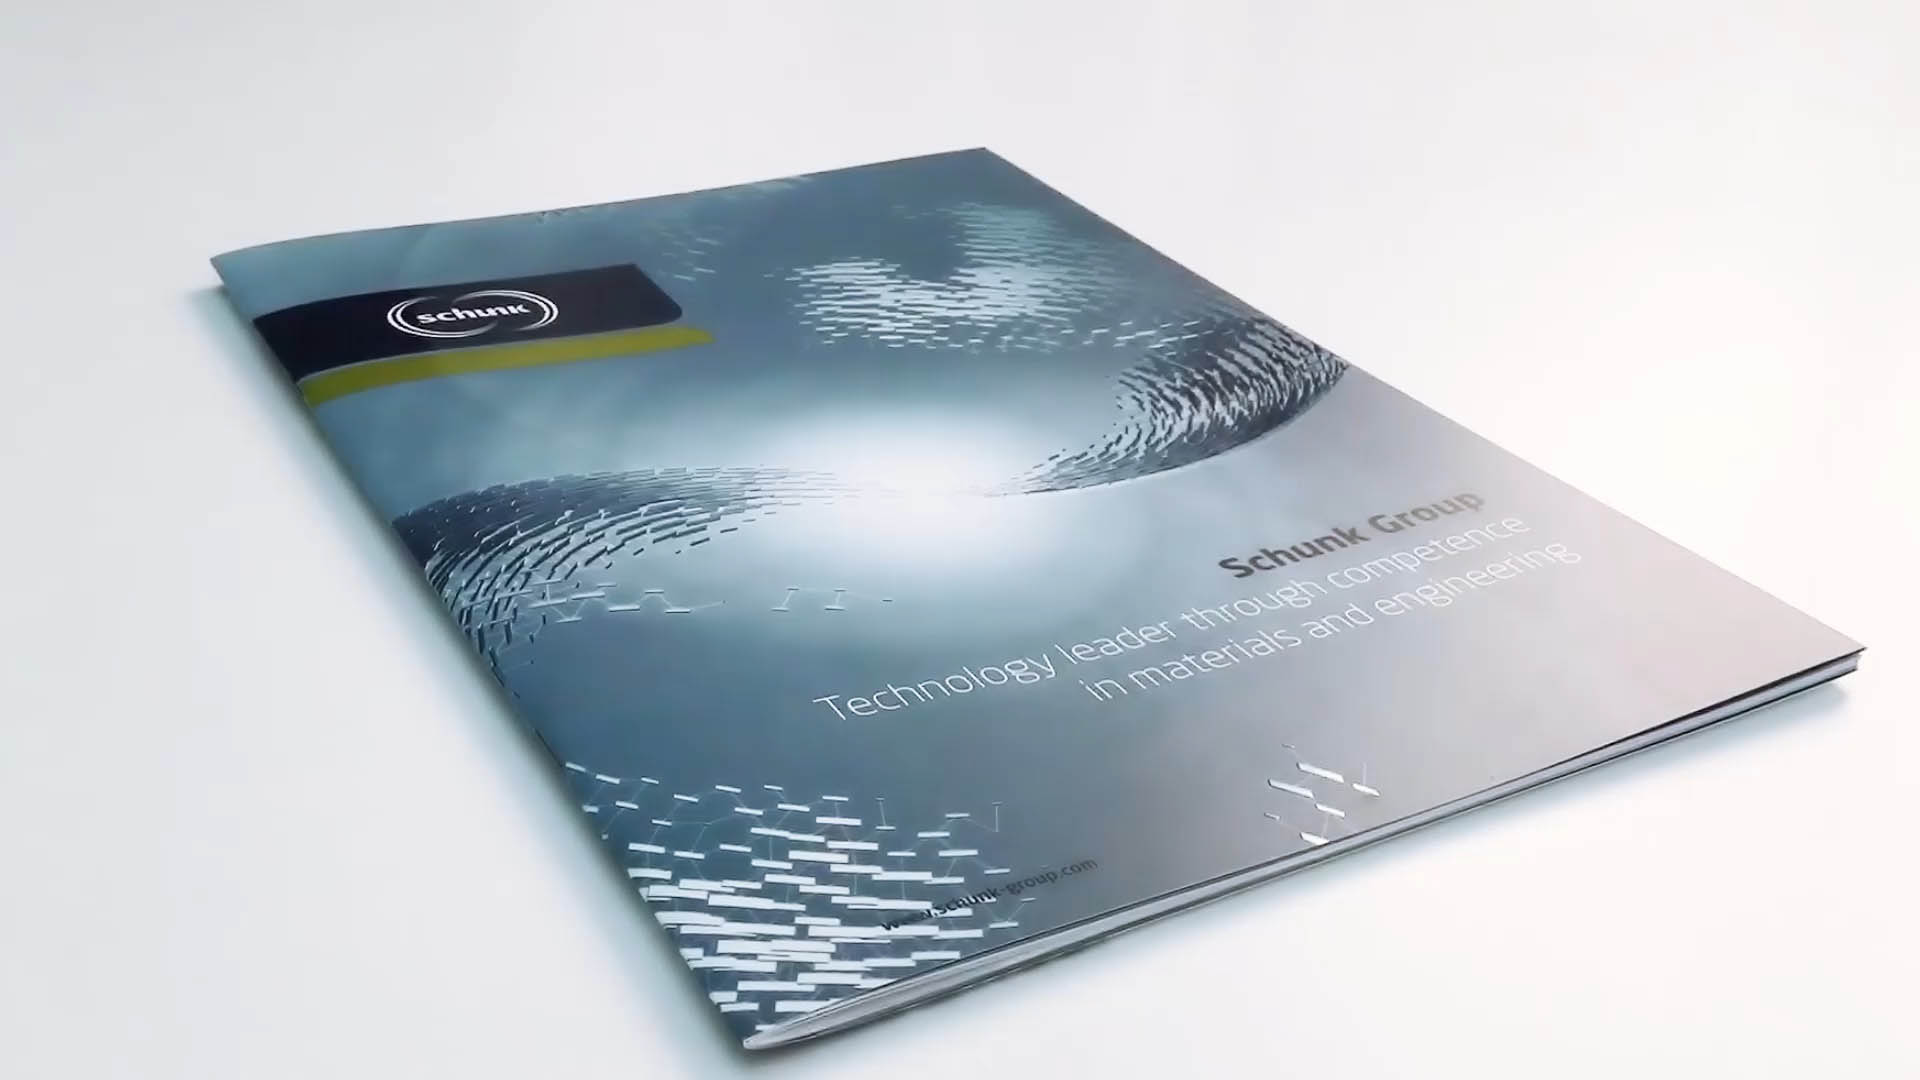 schunk
Schunk Group
Technology leader through competence
in materials and engineering
www.schunk-group.com